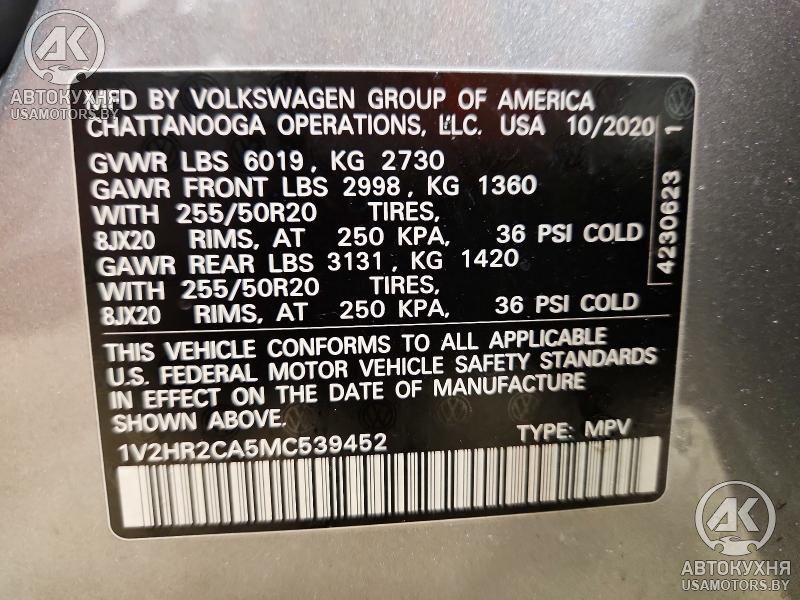 АК
АВТОКУХНЯ
USAMOTORS.BY
MFD BY VOLKSWAGEN GROUP OF AMERICA
CHATTANOOGA OPERATIONS, LLC. USA 10/2020
GVWR LBS 6019, KG 2730
GAWR FRONT LBS 2998, KG 1360
WITH 255/50R20 TIRES,
8JX20 RIMS, AT 250 KPA, 36 PSI COLD
GAWR REAR LBS 3131, KG 1420
WITH 255/50R20 TIRES,
8JX20 RIMS, AT 250 KPA, 36 PSI COLD
4230623 1
THIS VEHICLE CONFORMS TO ALL APPLICABLE
U.S. FEDERAL MOTOR VEHICLE SAFETY STANDARDS
IN EFFECT ON THE DATE OF MANUFACTURE
SHOWN ABOVE.
1V2HR2CA5MC539452 TYPE: MPV
АК
АВТОКУХНЯ
USAMOTORS.BY